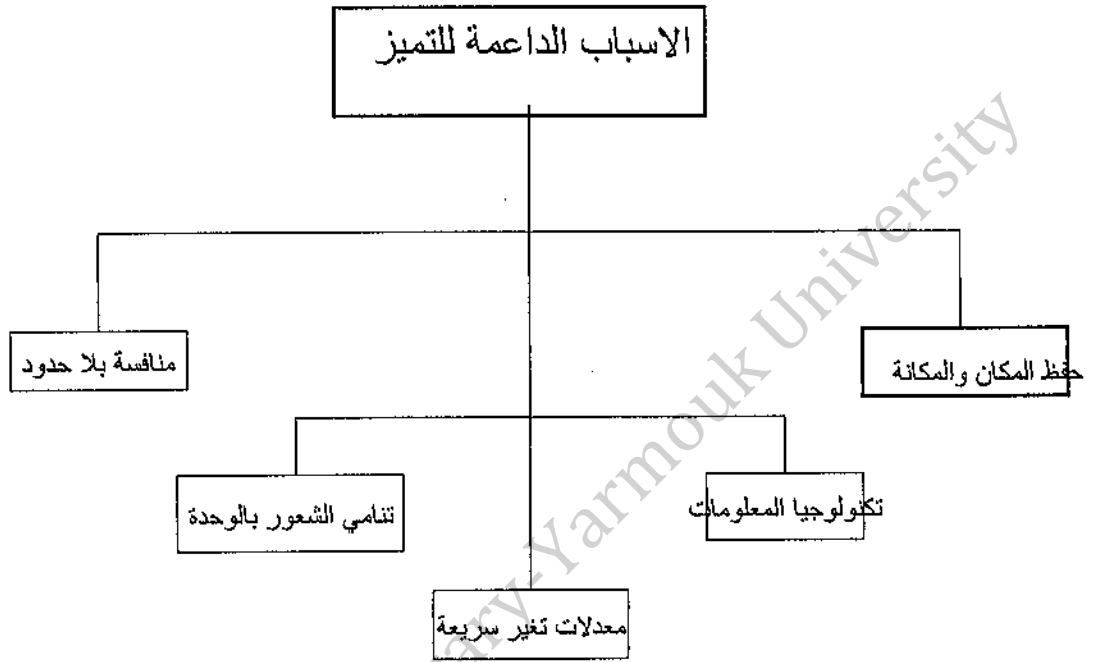 الاسباب الداعمة للتميز
حفظ المكان والمكانة
منافسة بلا حدود
تكنولوجيا المعلومات
تنامي الشعور بالوحدة
معدلات تغير سريعة
ary-Yarmouk University